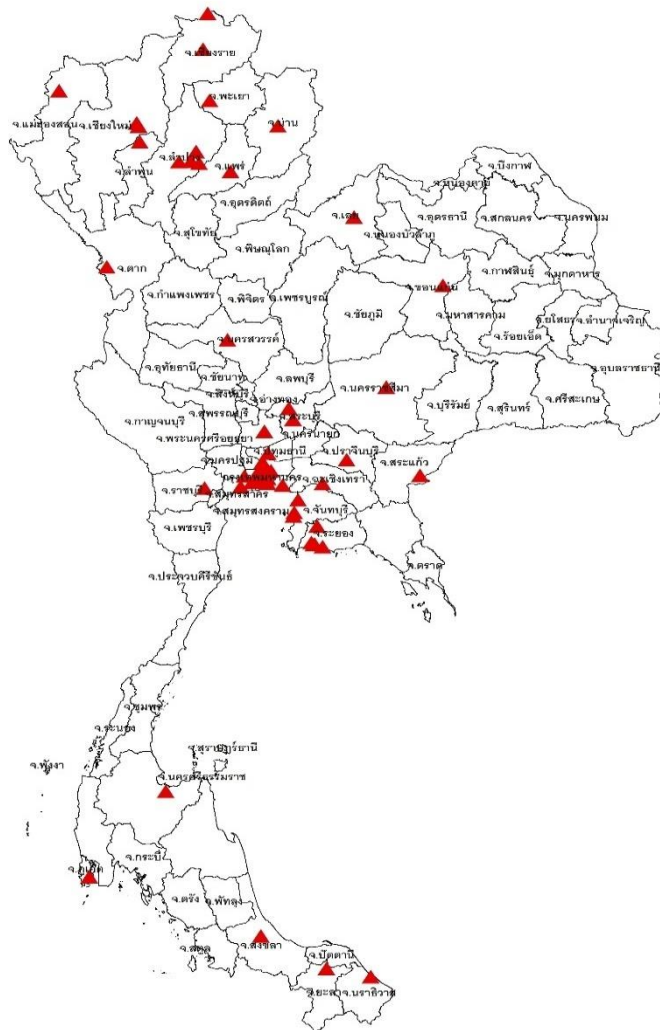 จ.เชียงราย
จ.พะเยา
จ.แม่ฮ่องสอน
จ.เชียงใหม่
จ.น่าน
จ.ลำปาง
จ.แพร่
จ.ลำพูน
จ.บึงกาฬ
จ.หนองคาย
จ.อุตรดิตถ์
จ.เลย
จ.อุดรธานี
จ.สกลนคร
จ.นครพนม
จ.สุโขทัย
จ.หนองบัวลำภู
จ.พิษณุโลก
จ.ตาก
จ.ขอนแก่น
จ.กาฬสินธุ์
จ.มุกดาหาร
จ.กำแพงเพชร
จ.พิจิตร
จ.เพชรบูรณ์
จ.ชัยภูมิ
จ.มหาสารคาม
จ.ร้อยเอ็ด
จ.ยโสธร
จ.อำนาจเจริญ
จ.นครสวรรค์
จ.อุทัยธานี
จ.ชัยนาท
จ.ลพบุรี
จ.อุบลราชธานี
จ.สิงห์บุรี
จ.อ่างทอง
จ.นครราชสีมา
จ.บุรีรัมย์
จ.สุรินทร์
จ.ศรีสะเกษ
จ.สุพรรณบุรี
จ.สระบุรี
จ.กาญจนบุรี
จ.พระนครศรีอยุธยา
จ.นครนายก
จ.นครปฐม
จ.ปทุมธานี
จ.ปราจีนบุรี
จ.สระแก้ว
กรุงเทพมหานคร
จ.ฉะเชิงเทรา
จ.ราชบุรี
จ.สมุทรสาคร
จ.สมุทรสงคราม
จ.จันทบุรี
จ.เพชรบุรี
จ.ระยอง
จ.ตราด
จ.ประจวบคีรีขันธ์
จ.ชุมพร
จ.ระนอง
จ.สุราษฎร์ธานี
จ.พังงา
จ.นครศรีธรรมราช
จ.กระบี่
จ.ภูเก็ต
จ.ตรัง
จ.พัทลุง
จ.สตูล
จ.สงขลา
จ.ปัตตานี
จ.ยะลา
จ.นราธิวาส